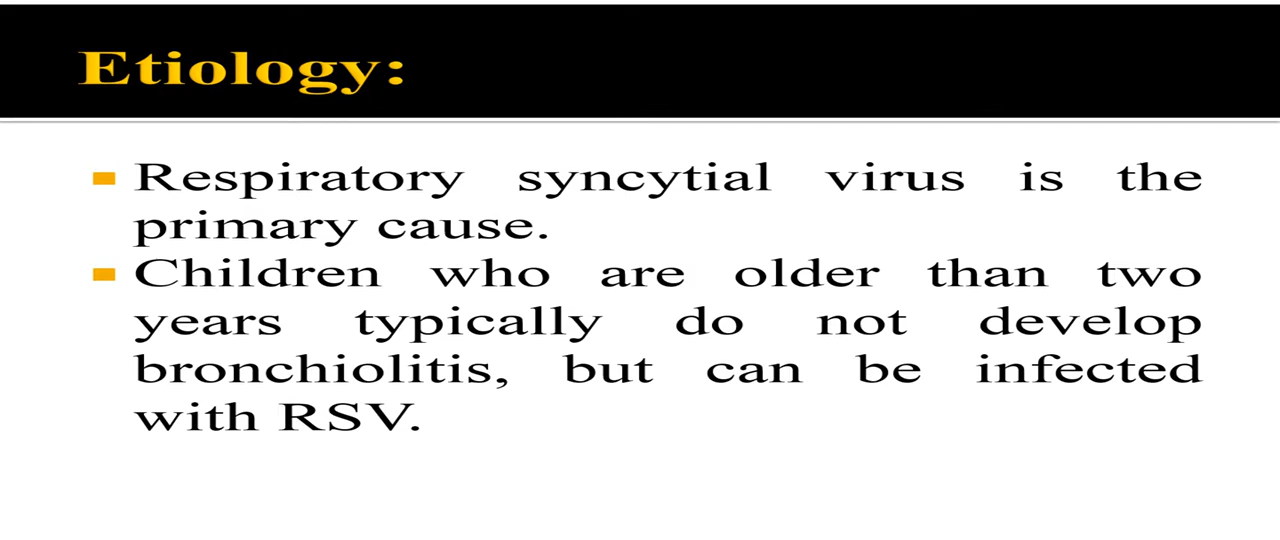 Etiology:
Respiratory syncytial virus is the
primary cause.
Children who are older than two
years typically do not develop
bronchiolitis, but can be infected
with RSV.